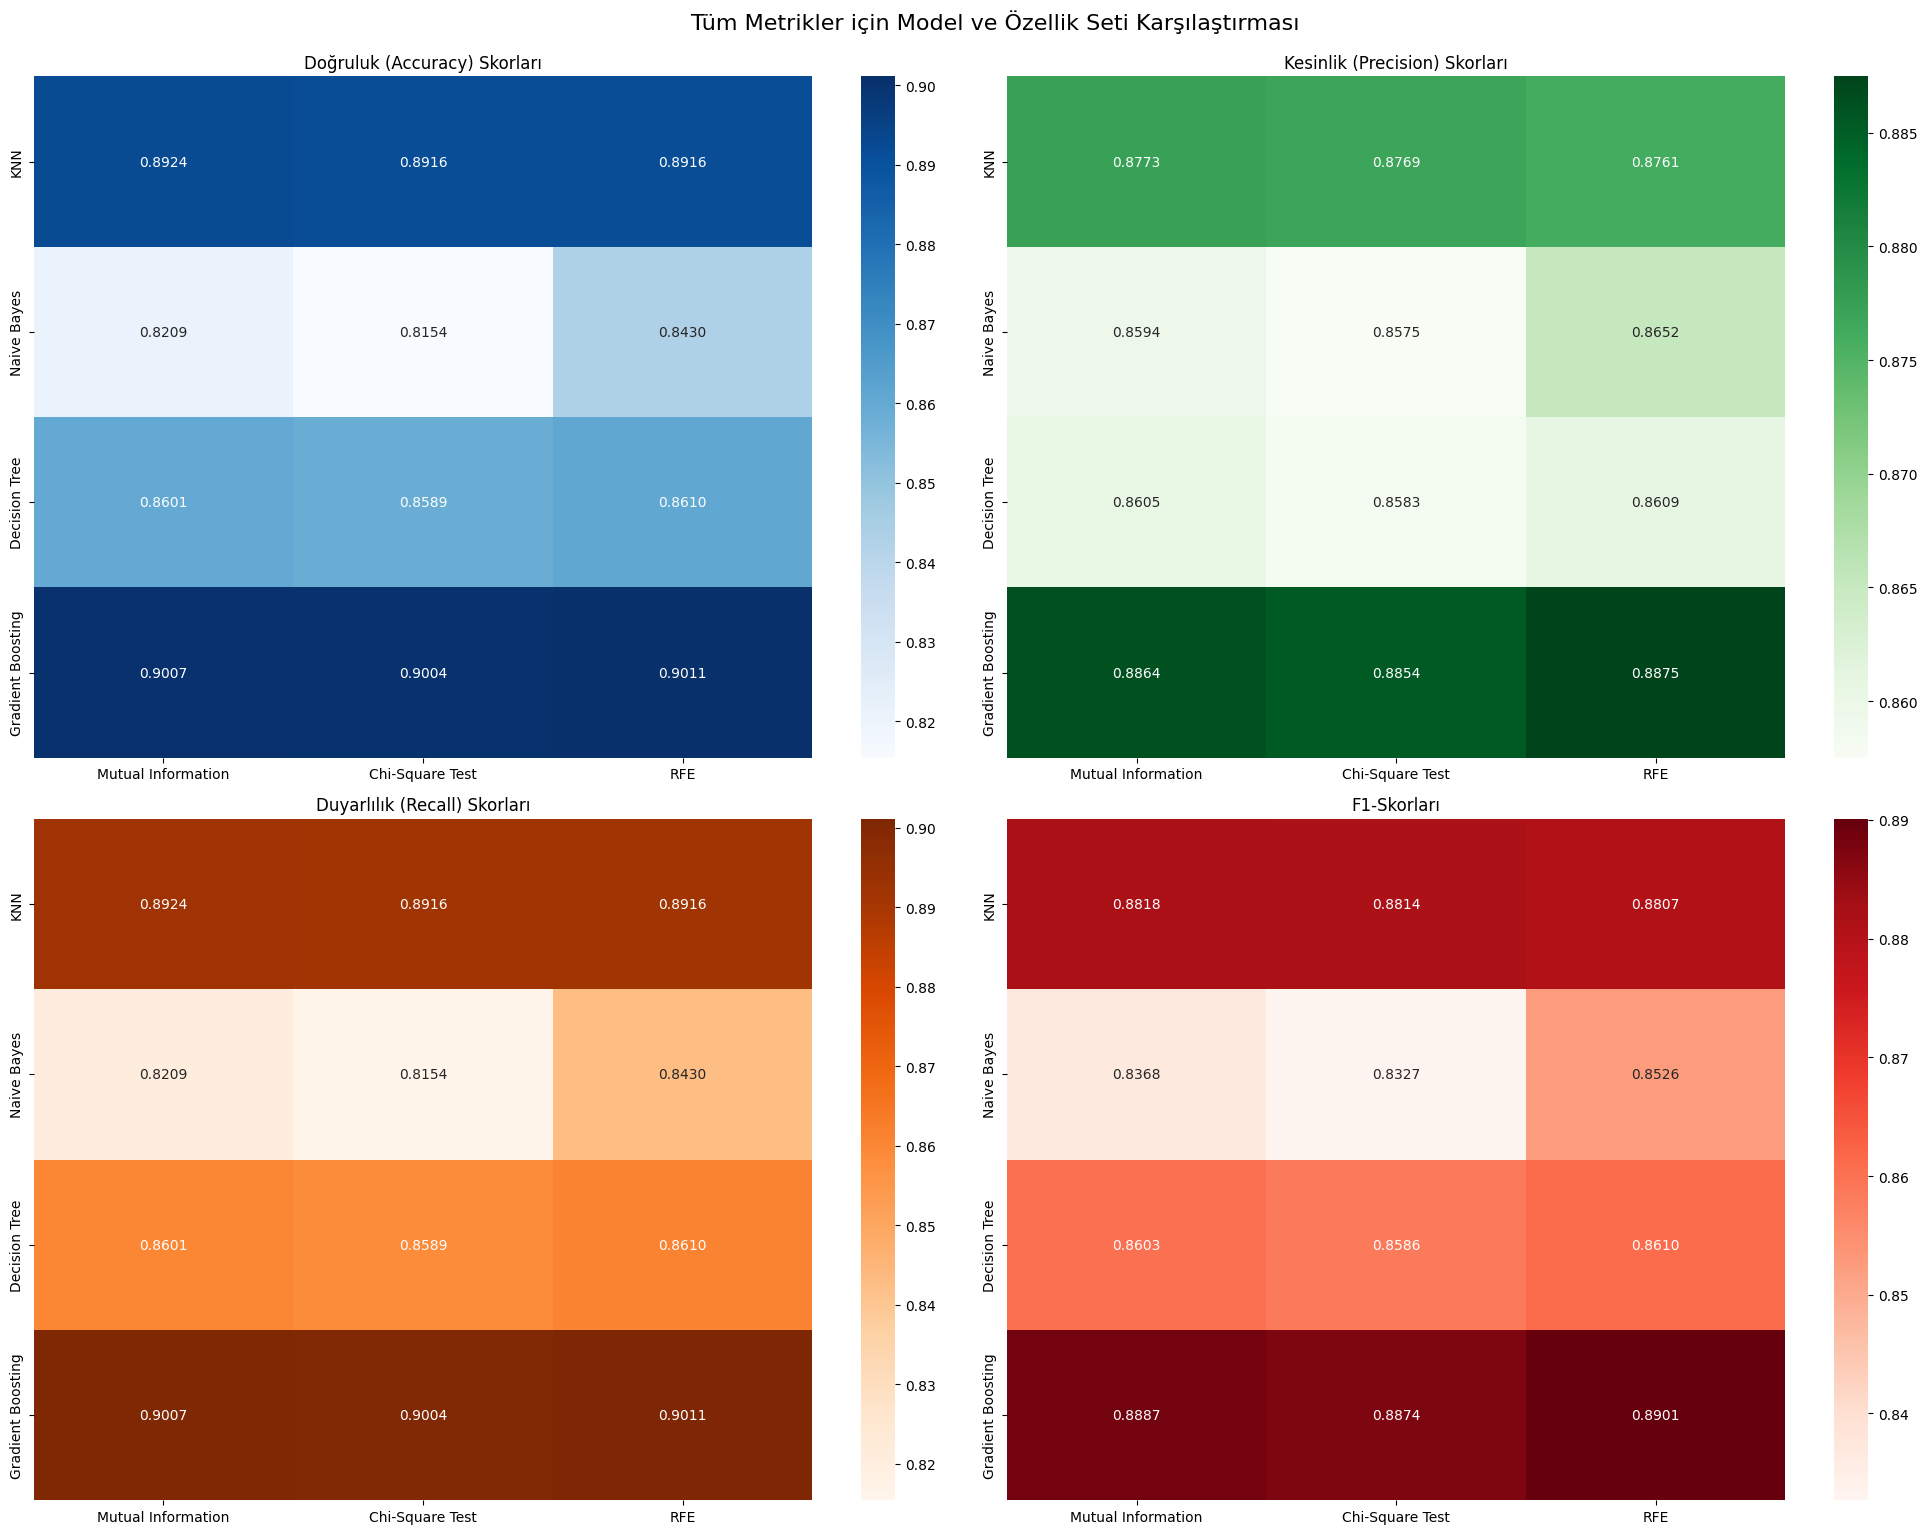 Tüm Metrikler için Model ve Özellik Seti Karşılaştırması
Doğruluk (Accuracy) Skorları
KNN
Naive Bayes
Decision Tree
Gradient Boosting
0.8924 0.8916 0.8916
0.8209 0.8154 0.8430
0.8601 0.8589 0.8610
0.9007 0.9004 0.9011
Mutual Information Chi-Square Test RFE
0.90
0.89
0.88
0.87
0.86
0.85
0.84
0.83
0.82
Kesinlik (Precision) Skorları
KNN
Naive Bayes
Decision Tree
Gradient Boosting
0.8773 0.8769 0.8761
0.8594 0.8575 0.8652
0.8605 0.8583 0.8609
0.8864 0.8854 0.8875
Mutual Information Chi-Square Test RFE
0.885
0.880
0.875
0.870
0.865
0.860
Duyarlılık (Recall) Skorları
KNN
Naive Bayes
Decision Tree
Gradient Boosting
0.8924 0.8916 0.8916
0.8209 0.8154 0.8430
0.8601 0.8589 0.8610
0.9007 0.9004 0.9011
Mutual Information Chi-Square Test RFE
0.90
0.89
0.88
0.87
0.86
0.85
0.84
0.83
0.82
F1-Skorları
KNN
Naive Bayes
Decision Tree
Gradient Boosting
0.8818 0.8814 0.8807
0.8368 0.8327 0.8526
0.8603 0.8586 0.8610
0.8887 0.8874 0.8901
Mutual Information Chi-Square Test RFE
0.89
0.88
0.87
0.86
0.85
0.84